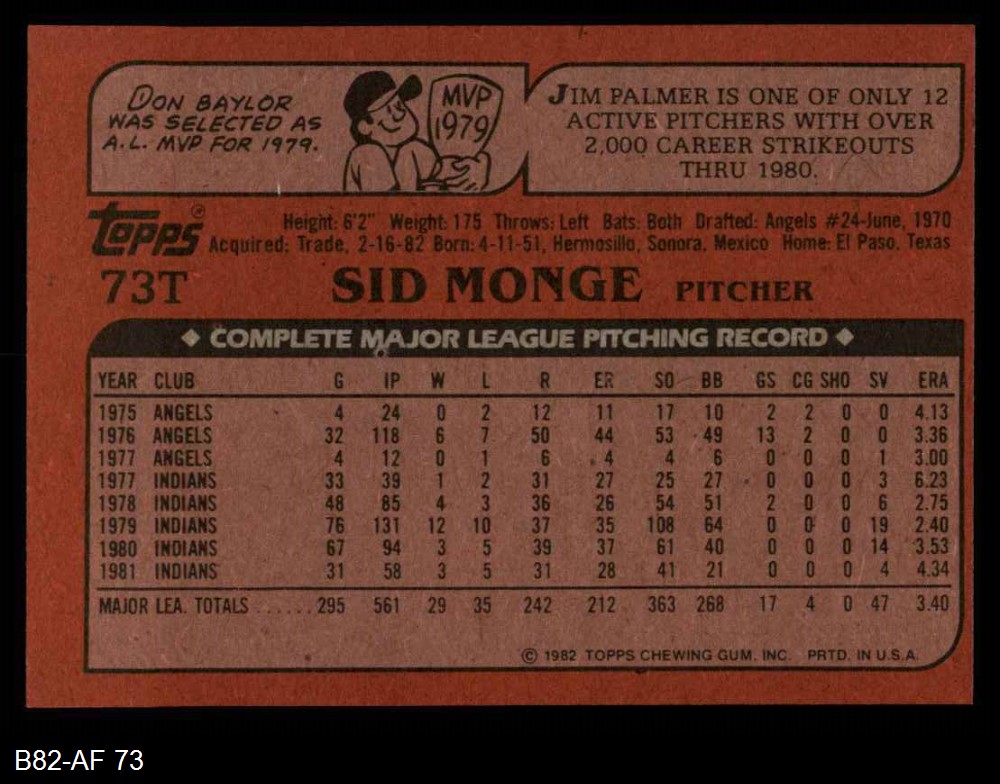 DON BAYLOR
WAS SELECTED AS
A.L. MVP FOR 1979.
MVP
1979
JIM PALMER IS ONE OF ONLY 12
ACTIVE PITCHERS WITH OVER
2,000 CAREER STRIKEOUTS
THRU 1980.
topps®
Height: 6'2" Weight: 175 Throws: Left Bats: Both Drafted: Angels #24-June, 1970
Acquired: Trade, 2-16-82 Born: 4-11-51, Hermosillo, Sonora, Mexico Home: El Paso, Texas
73T SID MONGE PITCHER
◆ COMPLETE MAJOR LEAGUE PITCHING RECORD ◆
YEAR CLUB G IP W L R ER SO BB GS CG SHO SV ERA
1975 ANGELS 4 24 0 2 12 11 17 10 2 2 0 0 4.13
1976 ANGELS 32 118 6 7 50 44 53 49 13 2 0 0 3.36
1977 ANGELS 4 12 0 1 6 4 4 6 0 0 0 1 3.00
1977 INDIANS 33 39 1 2 31 27 25 27 0 0 0 3 6.23
1978 INDIANS 48 85 4 3 36 26 54 51 2 0 0 6 2.75
1979 INDIANS 76 131 12 10 37 35 108 64 0 0 0 19 2.40
1980 INDIANS 67 94 3 5 39 37 61 40 0 0 0 14 3.53
1981 INDIANS 31 58 3 5 31 28 41 21 0 0 0 4 4.34
MAJOR LEA. TOTALS ...... 295 561 29 35 242 212 363 268 17 4 0 47 3.40
© 1982 TOPPS CHEWING GUM, INC. PRTD. IN U.S.A.
B82-AF 73